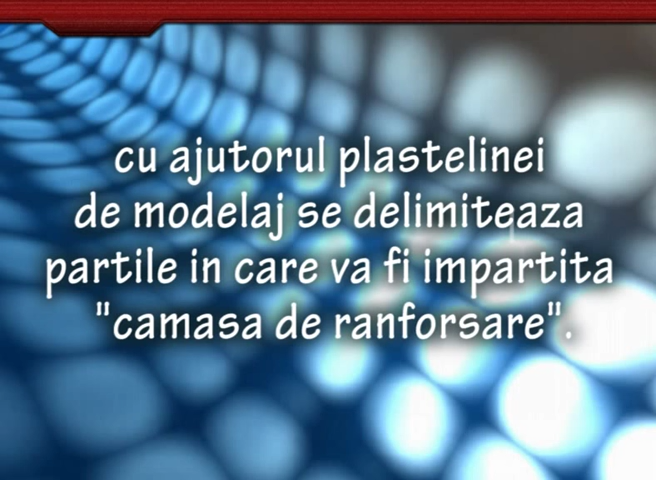 cu ajutorul plastelinei
de modelaj se delimiteaza
partile in care va fi impartita
"camasa de ranforsare".